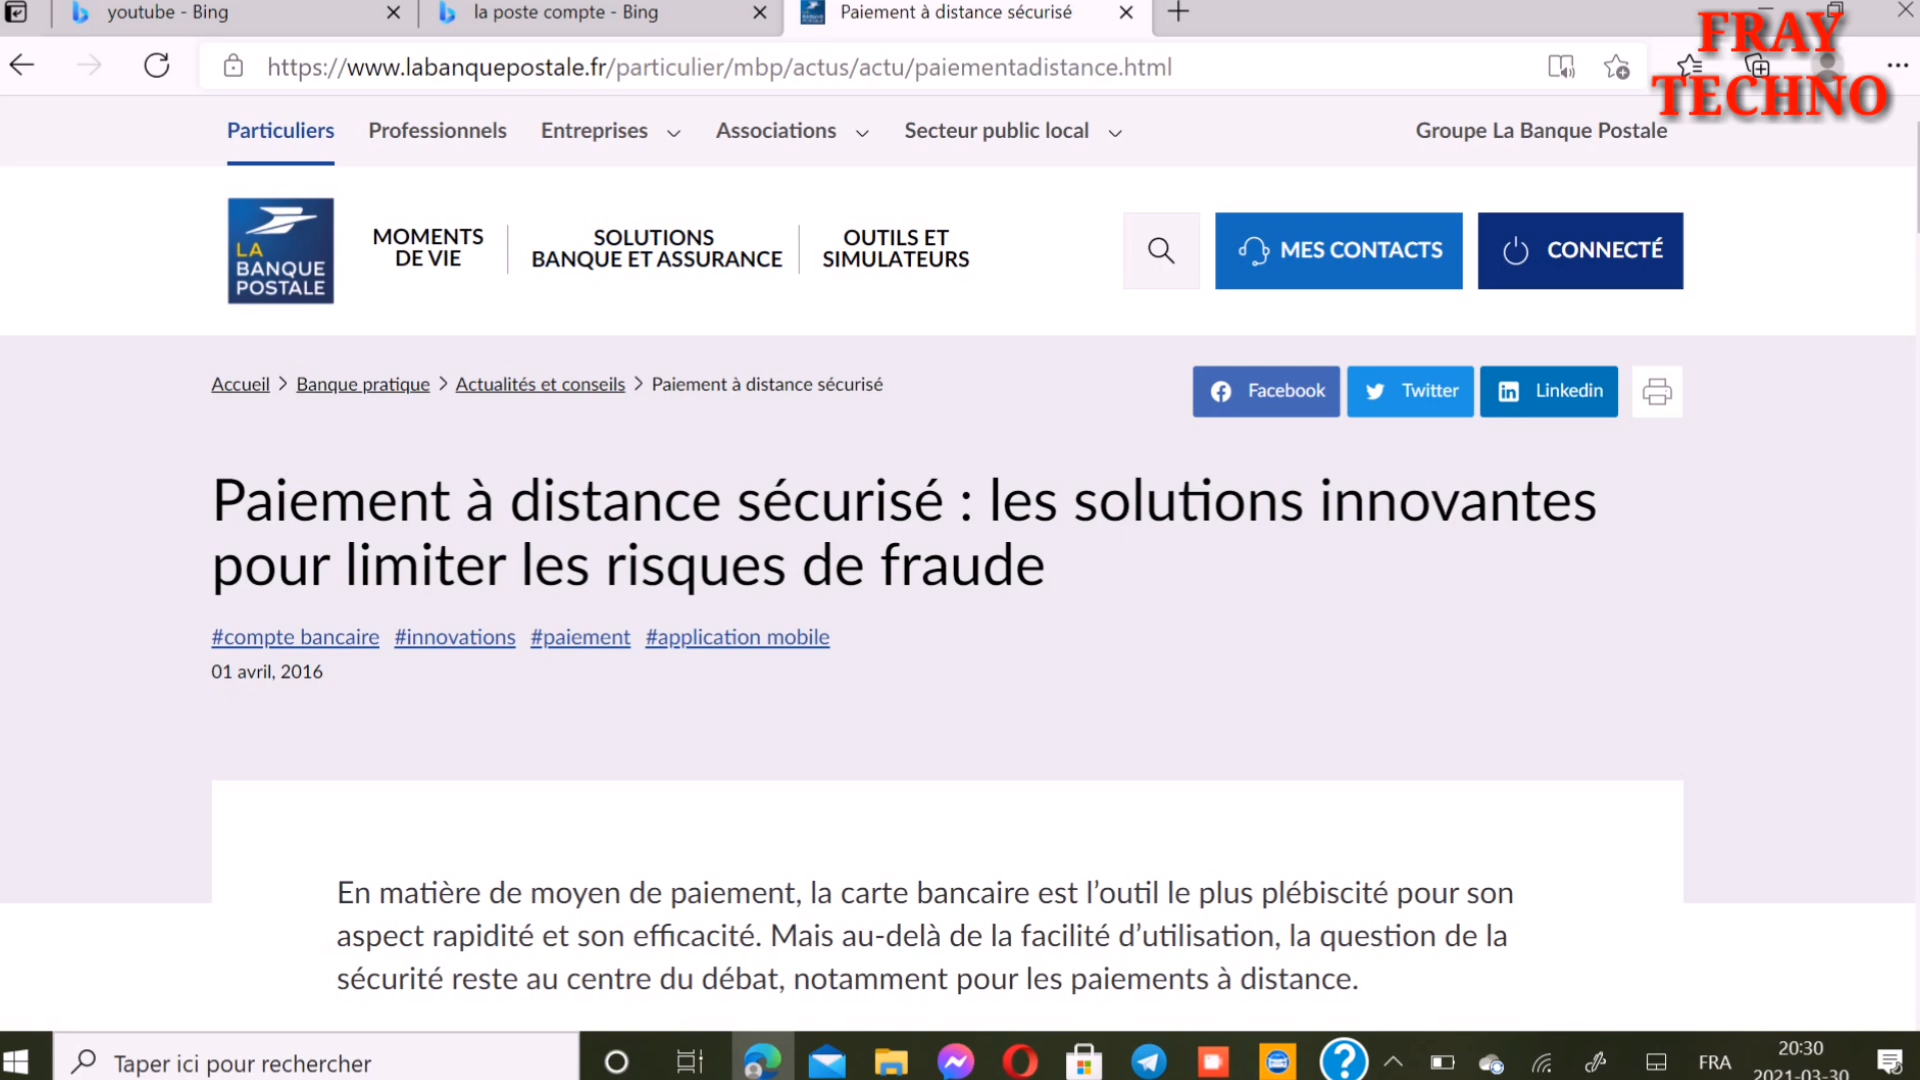 youtube - Bing
la poste compte - Bing
Paiement à distance sécurisé
FRAY
TECHNO
https://www.labanquepostale.fr/particulier/mbp/actus/actu/paiementadistance.html
Particuliers
Professionnels
Entreprises
Associations
Secteur public local
Groupe La Banque Postale
LA
BANQUE
POSTALE
MOMENTS
DE VIE
SOLUTIONS
BANQUE ET ASSURANCE
OUTILS ET
SIMULATEURS
MES CONTACTS
CONNECTÉ
Accueil > Banque pratique > Actualités et conseils > Paiement à distance sécurisé
Facebook
Twitter
Linkedin
Paiement à distance sécurisé : les solutions innovantes
pour limiter les risques de fraude
#compte bancaire #innovations #paiement #application mobile
01 avril, 2016
En matière de moyen de paiement, la carte bancaire est l’outil le plus plébiscité pour son
aspect rapidité et son efficacité. Mais au-delà de la facilité d’utilisation, la question de la
sécurité reste au centre du débat, notamment pour les paiements à distance.
Taper ici pour rechercher
FRA
20:30
2021-03-30